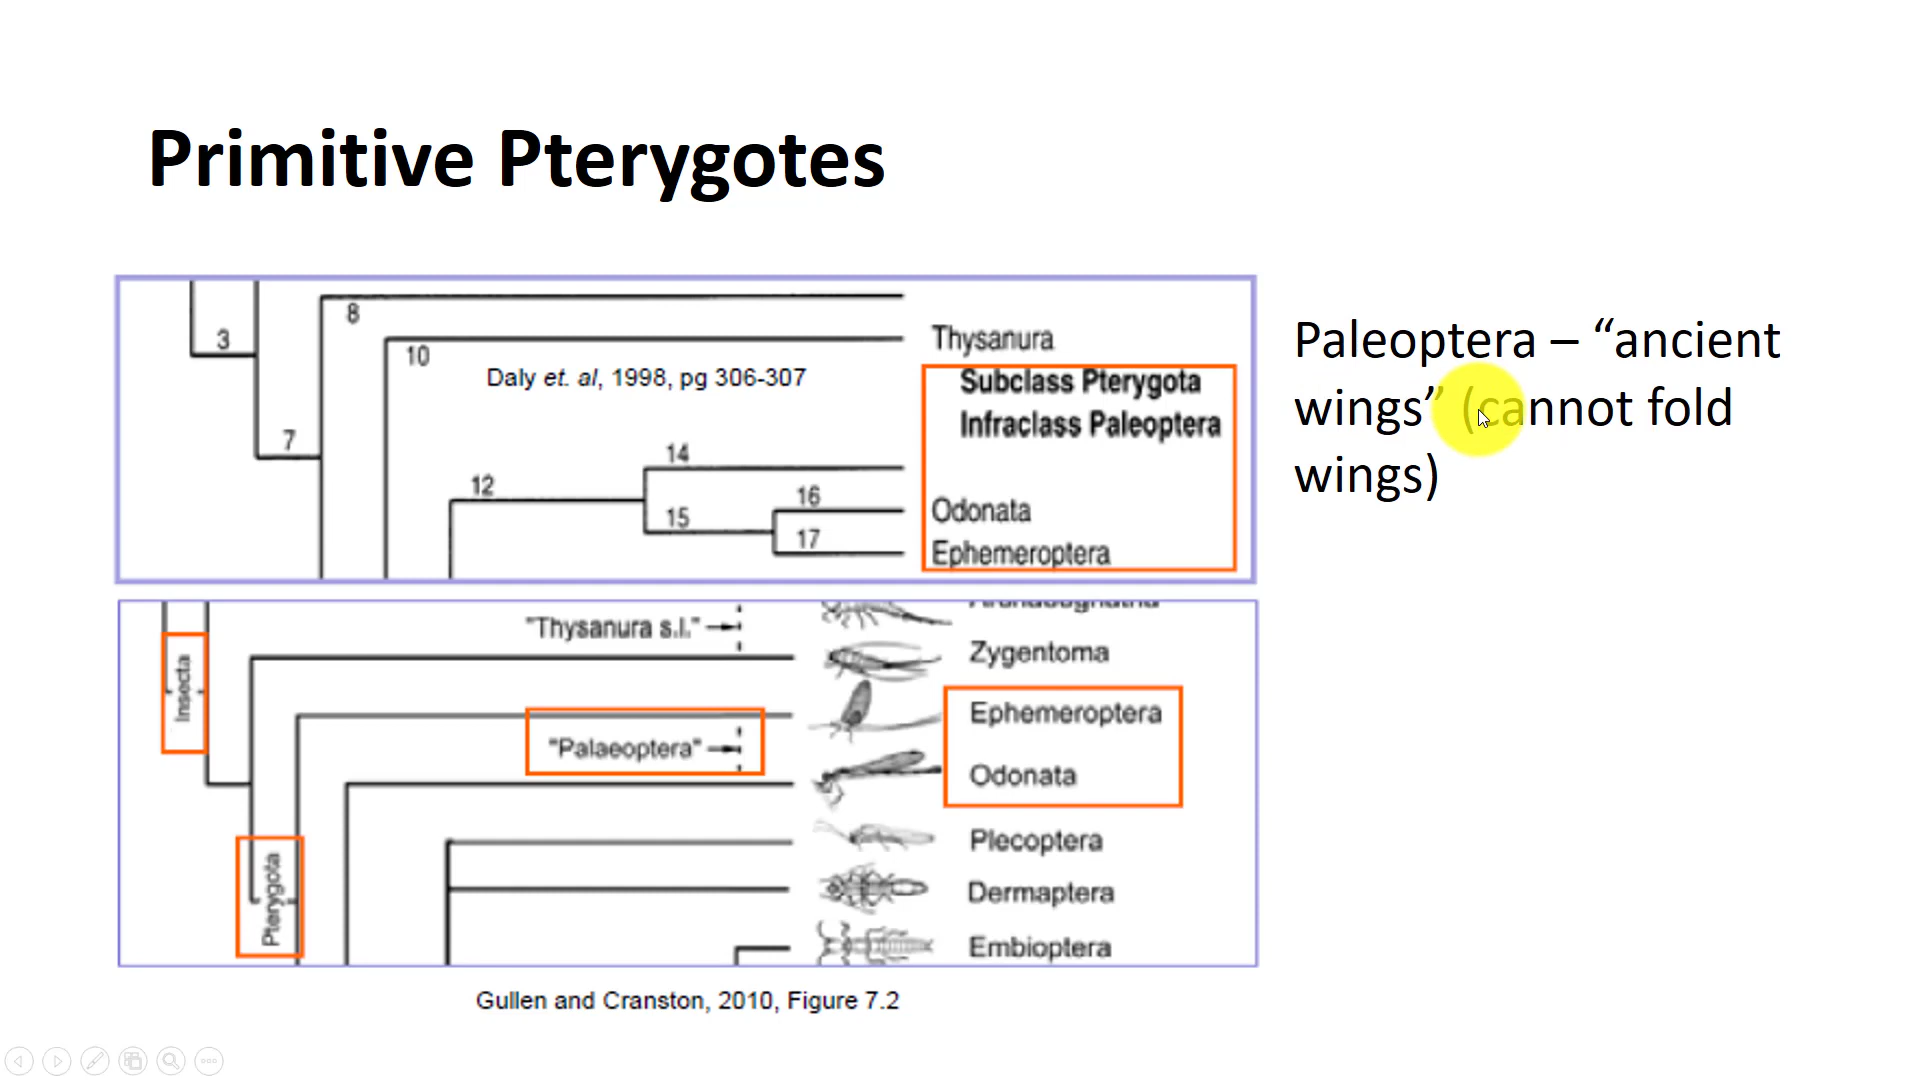 Primitive Pterygotes
3
8
10
Thysanura
Daly et. al, 1998, pg 306-307
Subclass Pterygota
Infraclass Paleoptera
7
14
12
16
Odonata
15
17
Ephemeroptera
Paleoptera – “ancient
wings” (cannot fold
wings)
"Thysanura s.l."
Zygentoma
Insecta
Ephemeroptera
"Palaeoptera"
Odonata
Plecoptera
Pterygota
Dermaptera
Embioptera
Gullen and Cranston, 2010, Figure 7.2